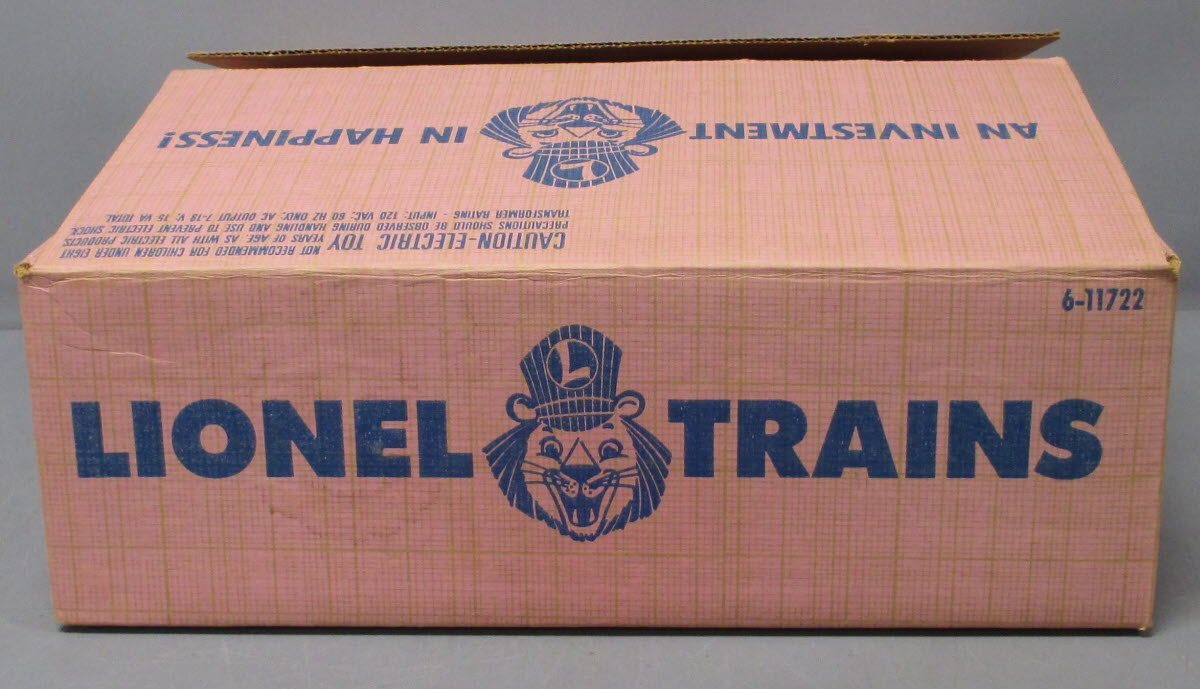 AN INVESTMENT L IN HAPPINESS!
CAUTION-ELECTRIC TOY
NOT RECOMMENDED FOR CHILDREN UNDER EIGHT
YEARS OF AGE. AS WITH ALL ELECTRIC PRODUCTS,
PRECAUTIONS SHOULD BE OBSERVED DURING HANDLING AND USE TO PREVENT ELECTRIC SHOCK.
TRANSFORMER RATING - INPUT: 120 VAC; 60 HZ ONLY, AC OUTPUT 7-18 V, 15 VA TOTAL
6-11722
L
LIONEL TRAINS